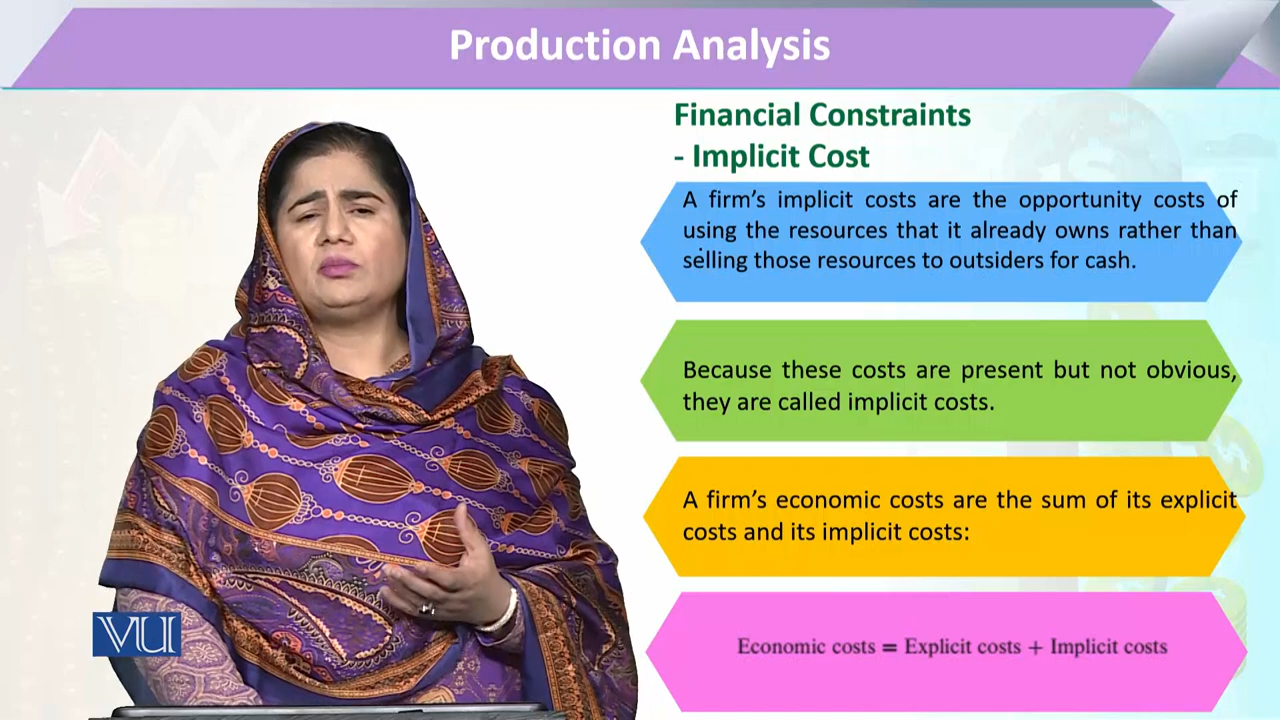 Production Analysis
Financial Constraints
- Implicit Cost
A firm’s implicit costs are the opportunity costs of
using the resources that it already owns rather than
selling those resources to outsiders for cash.
Because these costs are present but not obvious,
they are called implicit costs.
A firm’s economic costs are the sum of its explicit
costs and its implicit costs:
Economic costs = Explicit costs + Implicit costs
VU